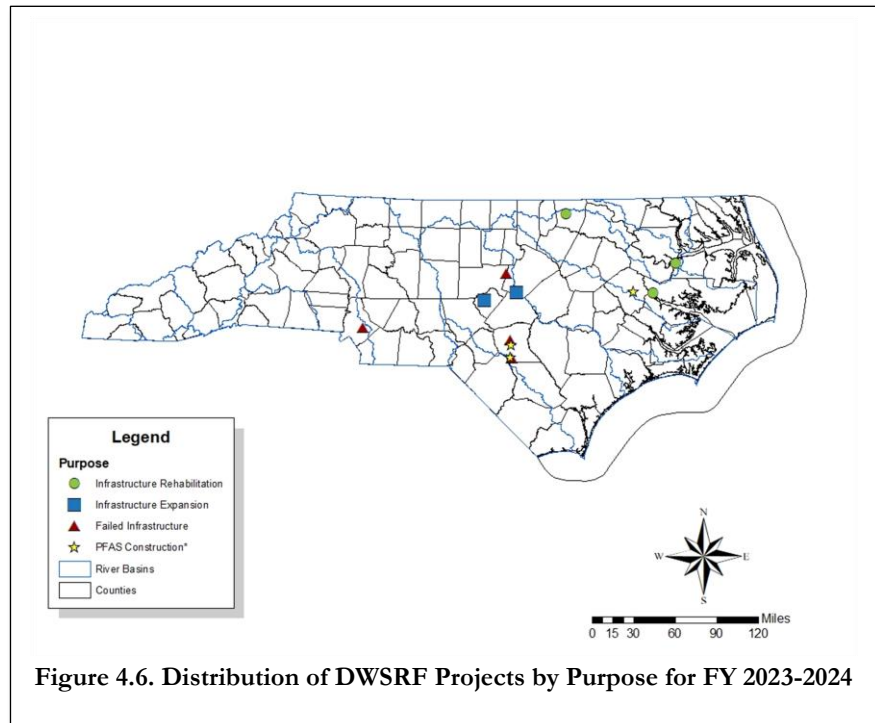 Legend
Purpose
Infrastructure Rehabilitation
Infrastructure Expansion
Failed Infrastructure
PFAS Construction*
River Basins
Counties
N
W E
S
Miles
0 15 30 60 90 120
Figure 4.6. Distribution of DWSRF Projects by Purpose for FY 2023-2024